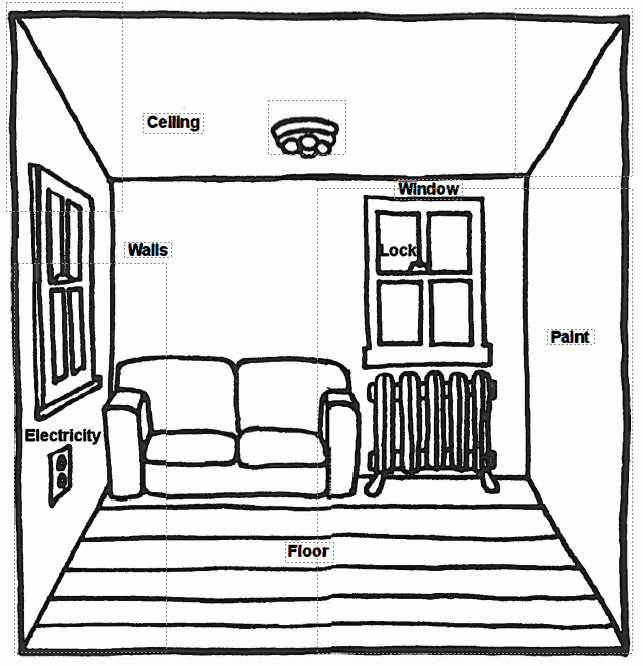 Ceiling
Window
Walls
Lock
Paint
Electricity
Floor